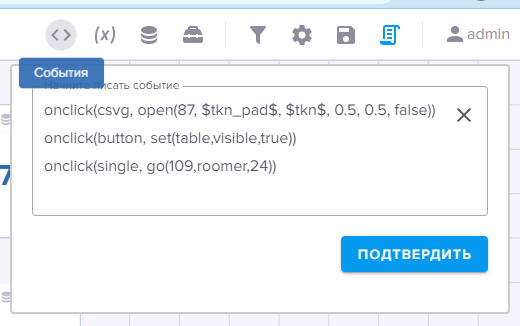 (x)
admin
События
Начните писать событие
onclick(csvg, open(87, $tkn_pad$, $tkn$, 0.5, 0.5, false))
onclick(button, set(table,visible,true))
onclick(single, go(109,roomer,24))
7
ПОДТВЕРДИТЬ